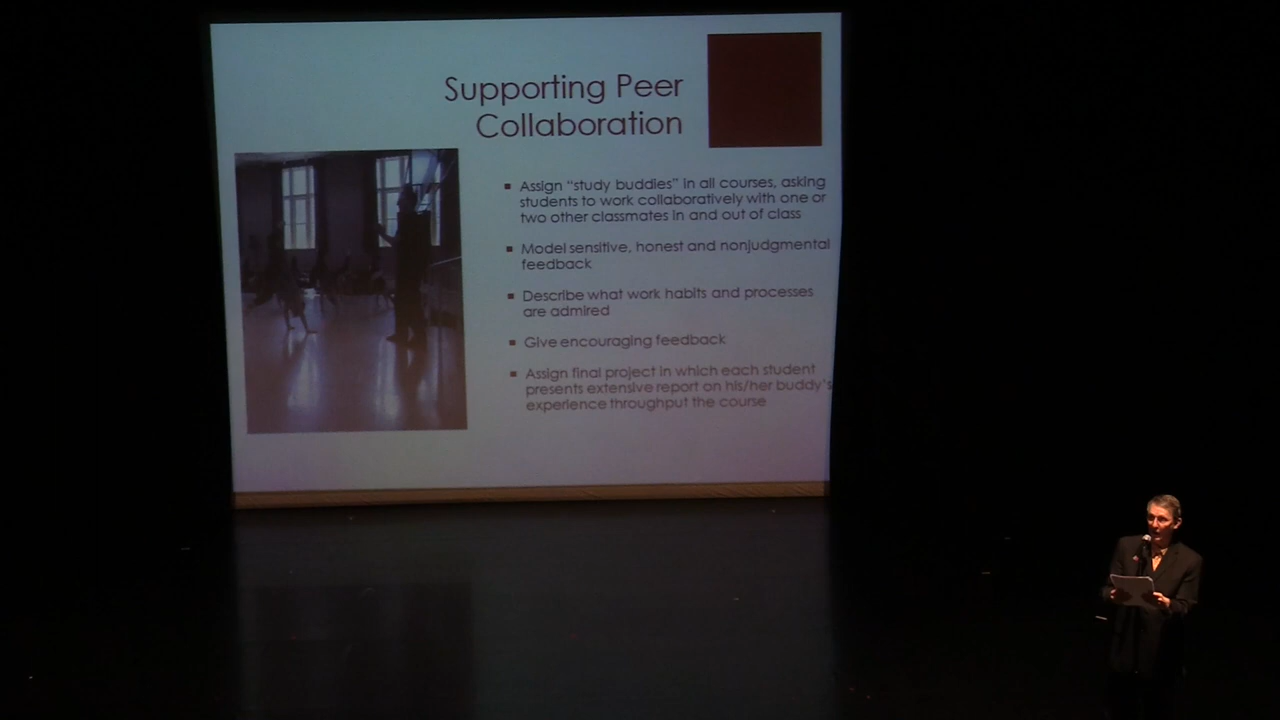 Supporting Peer
Collaboration
▪ Assign “study buddies” in all courses, asking
students to work collaboratively with one or
two other classmates in and out of class
▪ Model sensitive, honest and nonjudgmental
feedback
▪ Describe what work habits and processes
are admired
▪ Give encouraging feedback
▪ Assign final project in which each student
presents extensive report on his/her buddy’s
experience throughput the course